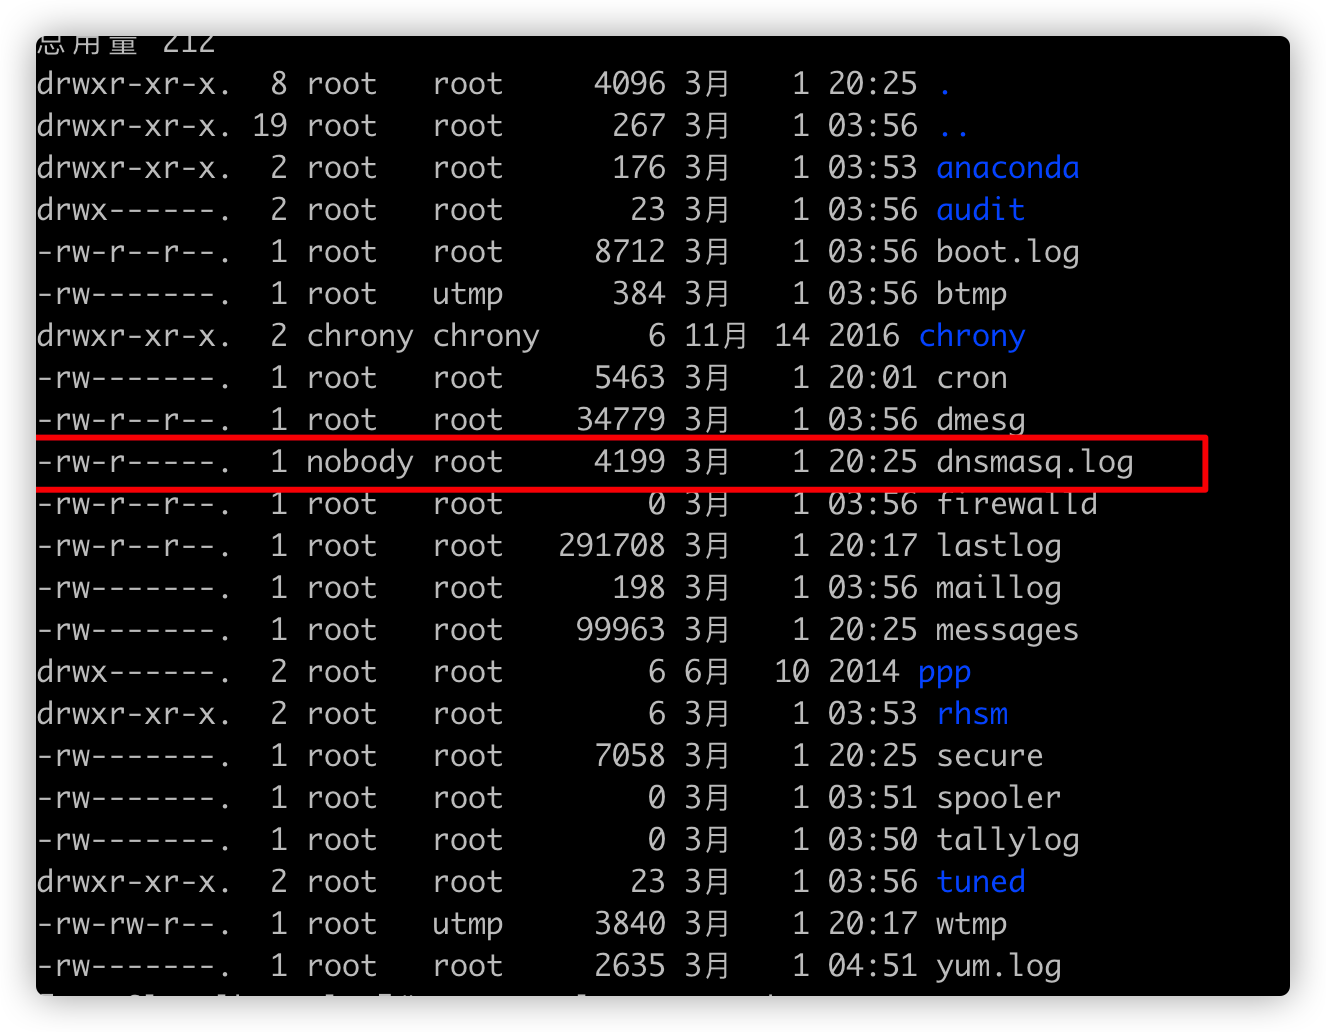 总用量 212
drwxr-xr-x.  8 root   root     4096 3月   1 20:25 .
drwxr-xr-x. 19 root   root      267 3月   1 03:56 ..
drwxr-xr-x.  2 root   root      176 3月   1 03:53 anaconda
drwx------.  2 root   root       23 3月   1 03:56 audit
-rw-r--r--.  1 root   root     8712 3月   1 03:56 boot.log
-rw-------.  1 root   utmp      384 3月   1 03:56 btmp
drwxr-xr-x.  2 chrony chrony      6 11月 14 2016 chrony
-rw-------.  1 root   root     5463 3月   1 20:01 cron
-rw-r--r--.  1 root   root    34779 3月   1 03:56 dmesg
-rw-r-----.  1 nobody root     4199 3月   1 20:25 dnsmasq.log
-rw-r--r--.  1 root   root        0 3月   1 03:56 firewalld
-rw-r--r--.  1 root   root   291708 3月   1 20:17 lastlog
-rw-------.  1 root   root      198 3月   1 03:56 maillog
-rw-------.  1 root   root    99963 3月   1 20:25 messages
drwx------.  2 root   root        6 6月  10 2014 ppp
drwxr-xr-x.  2 root   root        6 3月   1 03:53 rhsm
-rw-------.  1 root   root     7058 3月   1 20:25 secure
-rw-------.  1 root   root        0 3月   1 03:51 spooler
-rw-------.  1 root   root        0 3月   1 03:50 tallylog
drwxr-xr-x.  2 root   root       23 3月   1 03:56 tuned
-rw-rw-r--.  1 root   utmp     3840 3月   1 20:17 wtmp
-rw-------.  1 root   root     2635 3月   1 04:51 yum.log